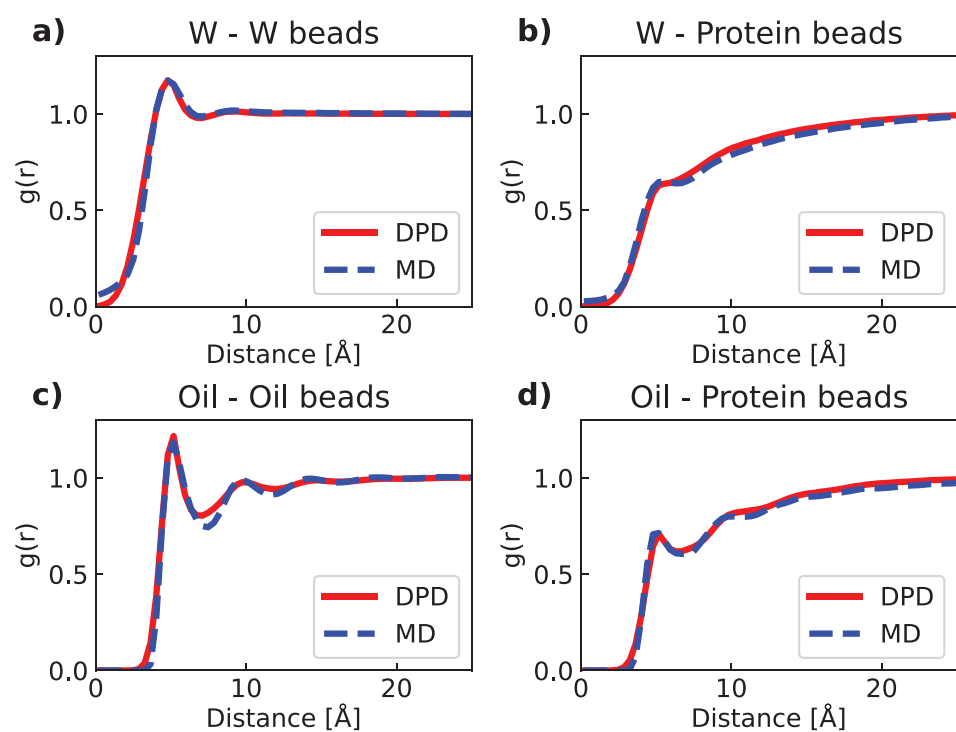 a) W - W beads
g(r)
1.0
0.5
0.0
0 10 20
Distance [Å]
DPD
MD
b) W - Protein beads
g(r)
1.0
0.5
0.0
0 10 20
Distance [Å]
DPD
MD
c) Oil - Oil beads
g(r)
1.0
0.5
0.0
0 10 20
Distance [Å]
DPD
MD
d) Oil - Protein beads
g(r)
1.0
0.5
0.0
0 10 20
Distance [Å]
DPD
MD